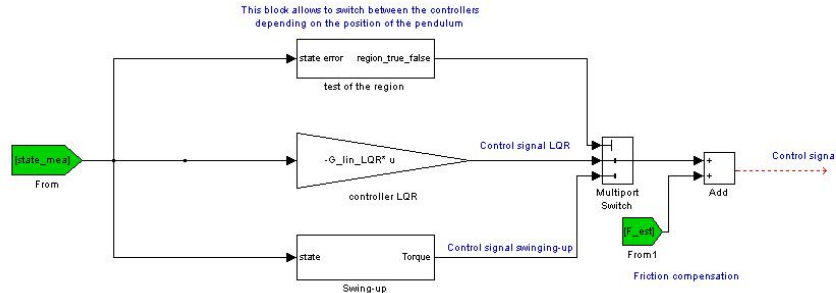 This block allows to switch between the controllers
depending on the position of the pendulum
state error
region_true_false
test of the region
[state_mea]
From
-G_lin_LQR* u
controller LQR
Control signal LQR
Multiport
Switch
+
+
Add
Control signa
[F_est]
From1
Friction compensation
state
Torque
Control signal swinging-up
Swing-up